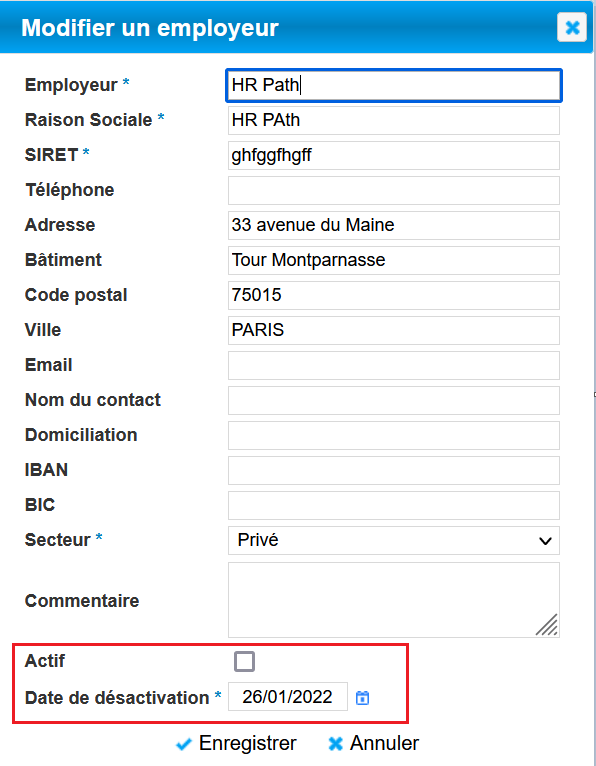 Modifier un employeur
Employeur * HR Path
Raison Sociale * HR PAth
SIRET * ghfggfhgff
Téléphone
Adresse 33 avenue du Maine
Bâtiment Tour Montparnasse
Code postal 75015
Ville PARIS
Email
Nom du contact
Domiciliation
IBAN
BIC
Secteur * Privé
Commentaire
Actif
Date de désactivation * 26/01/2022
Enregistrer Annuler